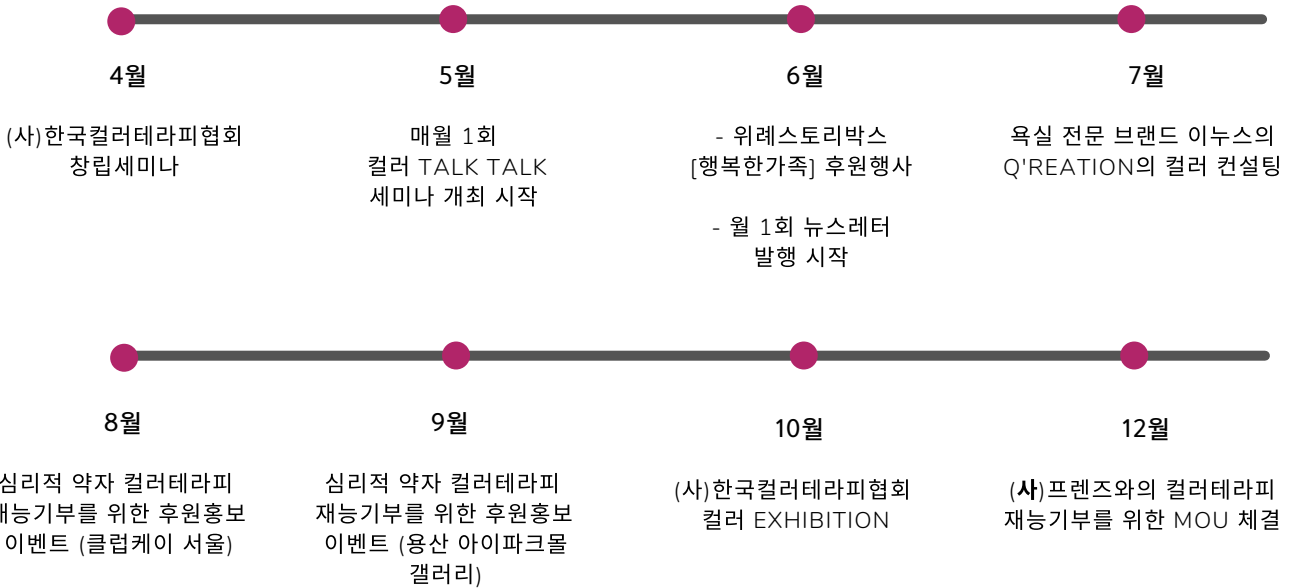 4월
(사)한국컬러테라피협회
창립세미나
5월
매월 1회
컬러 TALK TALK
세미나 개최 시작
6월
- 위례스토리박스
[행복한가족] 후원행사
- 월 1회 뉴스레터
발행 시작
7월
욕실 전문 브랜드 이누스의
Q'REATION의 컬러 컨설팅
8월
심리적 약자 컬러테라피
재능기부를 위한 후원홍보
이벤트 (클럽케이 서울)
9월
심리적 약자 컬러테라피
재능기부를 위한 후원홍보
이벤트 (용산 아이파크몰
갤러리)
10월
(사)한국컬러테라피협회
컬러 EXHIBITION
12월
(사)프렌즈와의 컬러테라피
재능기부를 위한 MOU 체결